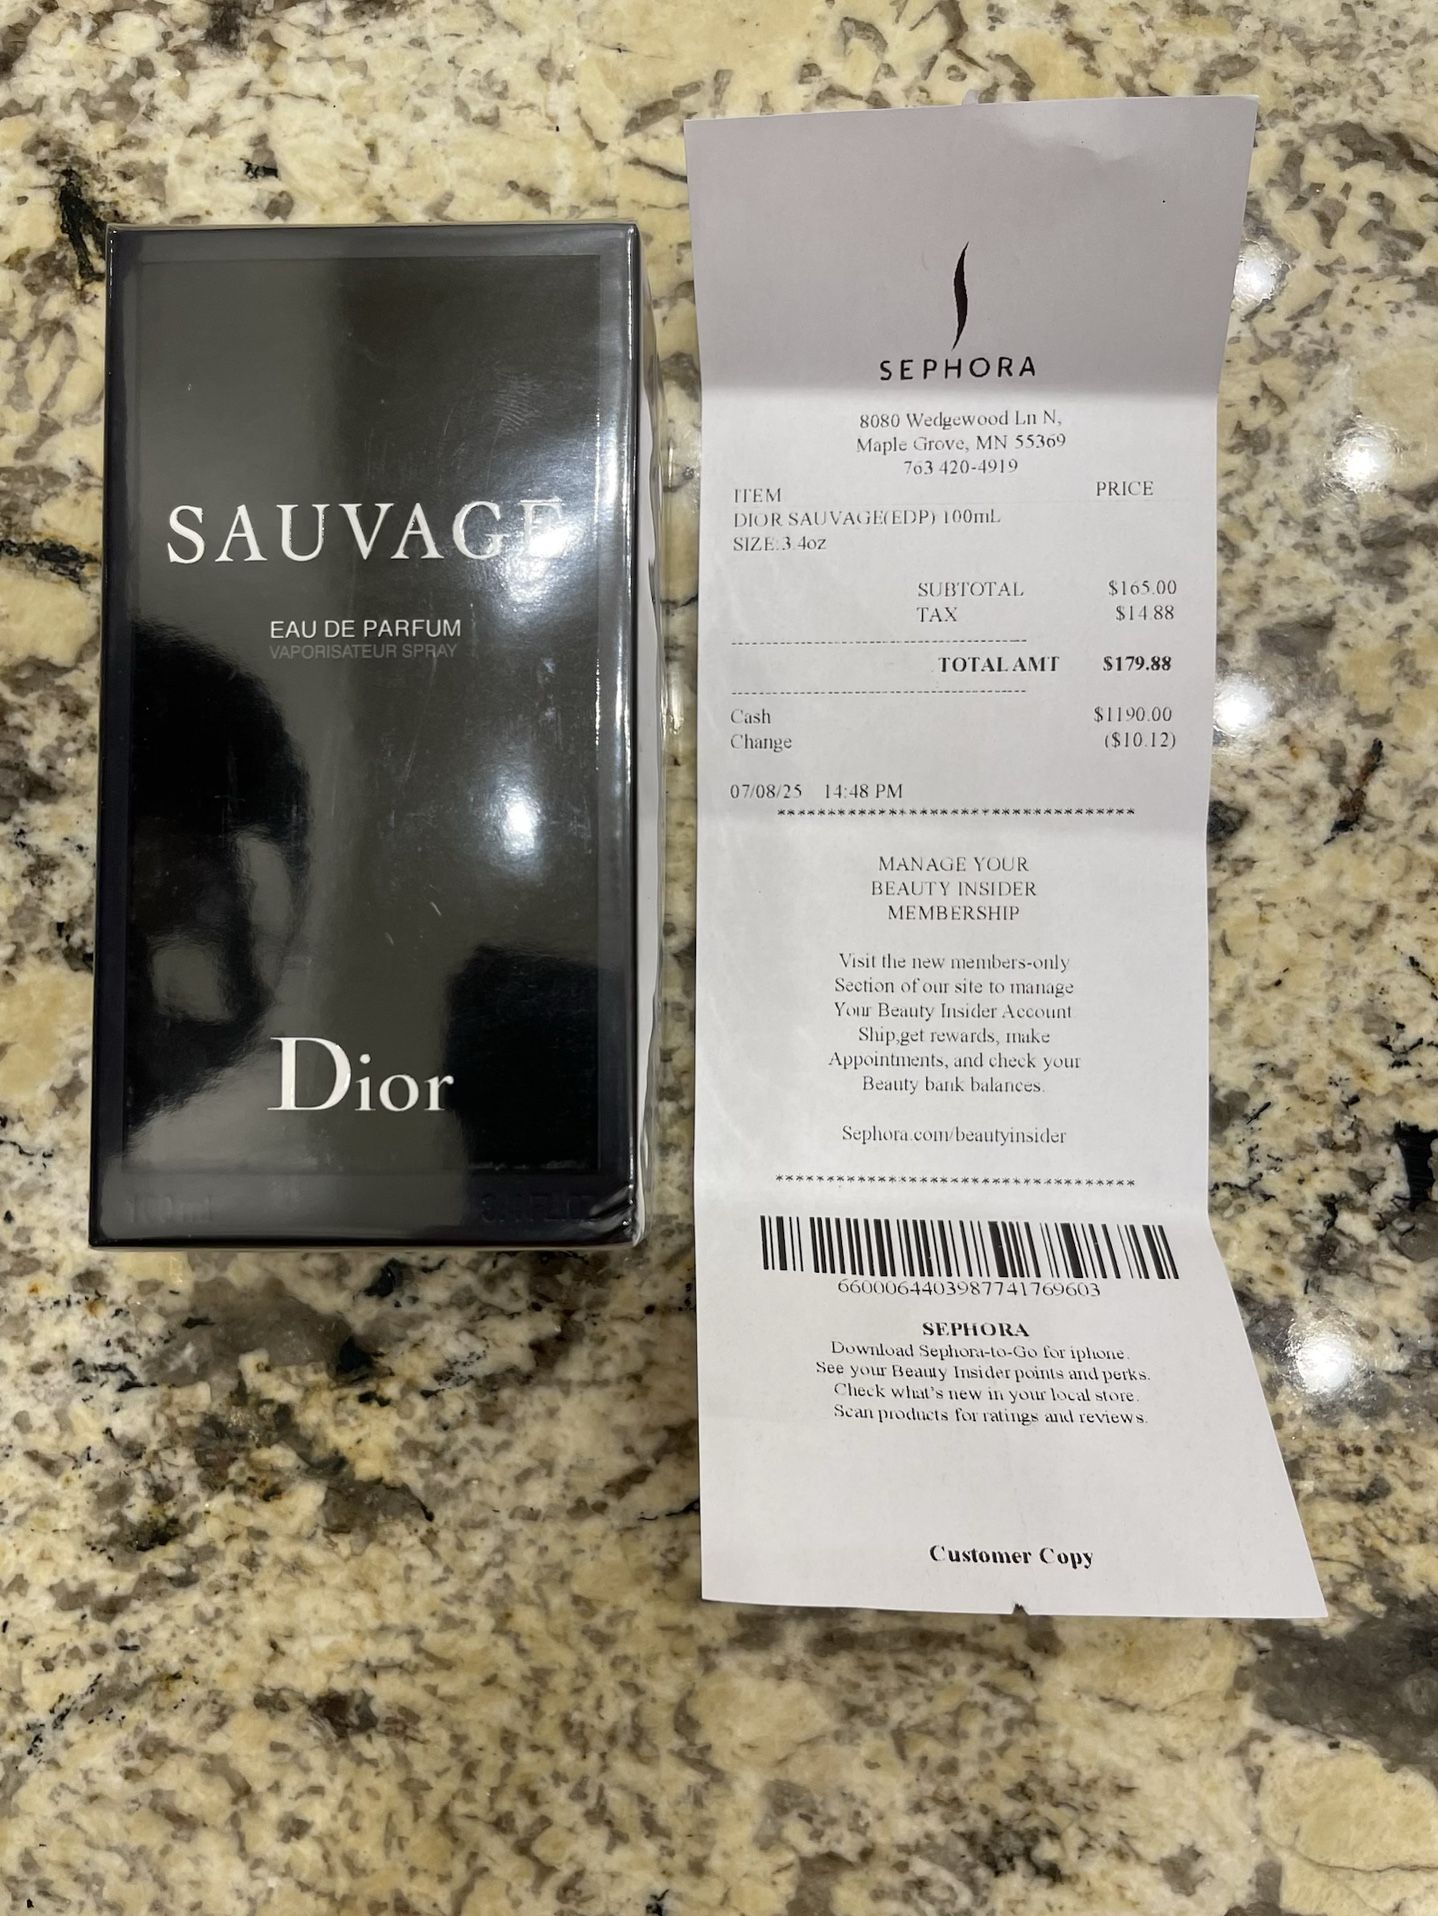 SAUVAGE
EAU DE PARFUM
VAPORISATEUR SPRAY
Dior
100mL
SEPHORA
8080 Wedgewood Ln N,
Maple Grove, MN 55369
763 420-4919
ITEM PRICE
DIOR SAUVAGE(EDP) 100mL
SIZE:3.4oz
SUBTOTAL $165.00
TAX $14.88
------------------------------------
TOTAL AMT $179.88
------------------------------------
Cash $1190.00
Change ($10.12)
07/08/25 14:48 PM
************************************
MANAGE YOUR
BEAUTY INSIDER
MEMBERSHIP
Visit the new members-only
Section of our site to manage
Your Beauty Insider Account.
Ship,get rewards, make
Appointments, and check your
Beauty bank balances.
Sephora.com/beautyinsider
************************************
6600064403987741769603
SEPHORA
Download Sephora-to-Go for iphone.
See your Beauty Insider points and perks.
Check what's new in your local store.
Scan products for ratings and reviews.
Customer Copy